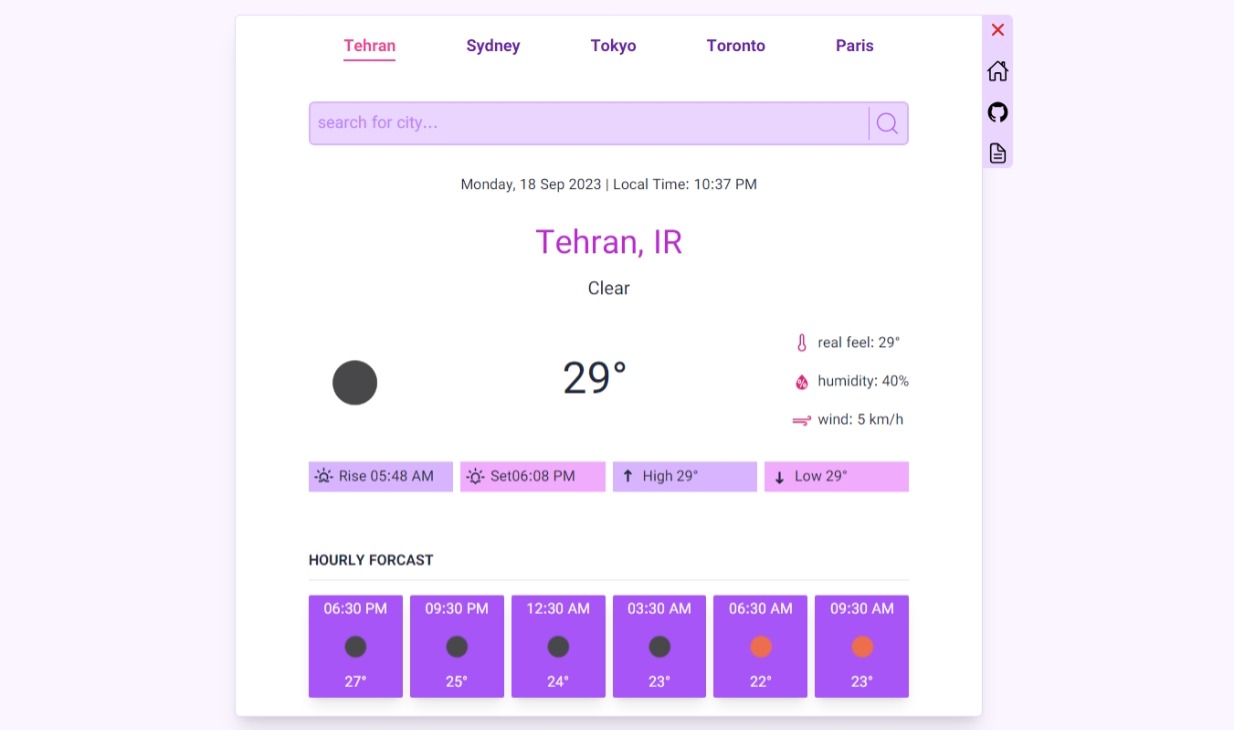 Tehran Sydney Tokyo Toronto Paris
search for city...
Monday, 18 Sep 2023 | Local Time: 10:37 PM
Tehran, IR
Clear
29°
real feel: 29°
humidity: 40%
wind: 5 km/h
Rise 05:48 AM Set06:08 PM High 29° Low 29°
HOURLY FORCAST
06:30 PM 09:30 PM 12:30 AM 03:30 AM 06:30 AM 09:30 AM
27° 25° 24° 23° 22° 23°